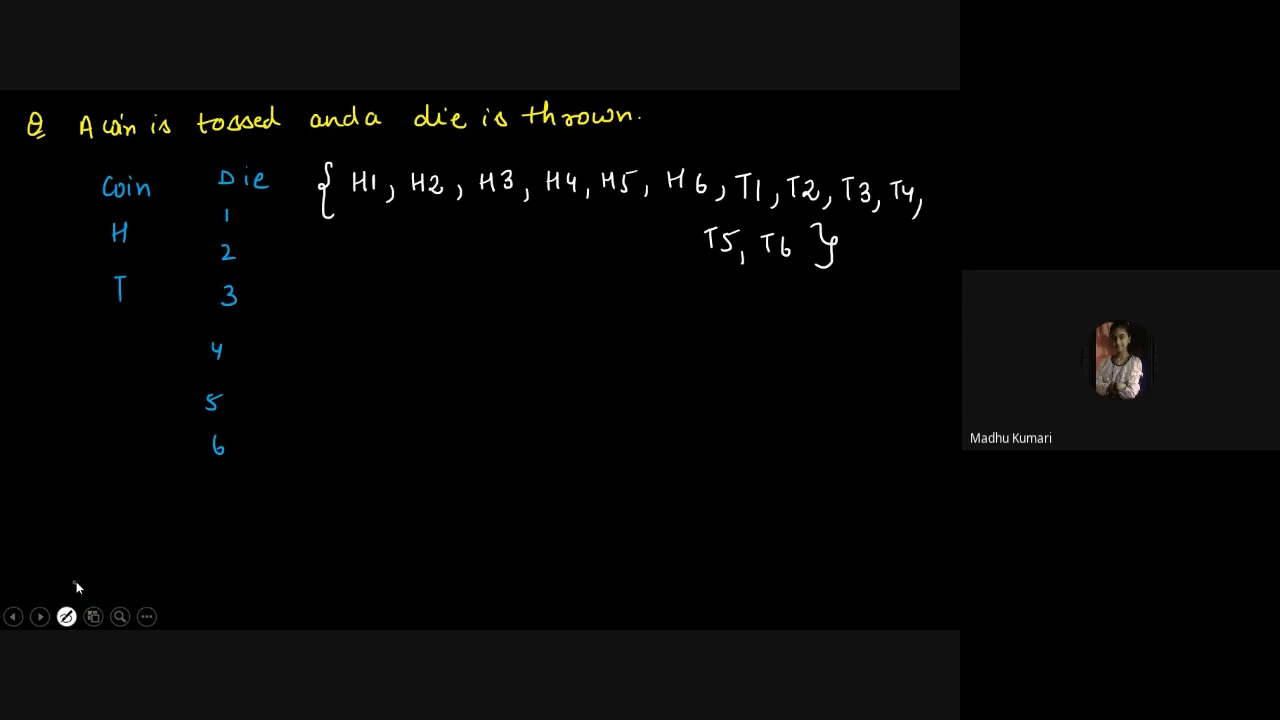 Q A coin is tossed and a die is thrown.
Coin Die { H1, H2, H3, H4, H5, H6, T1, T2, T3, T4,
H 1
T5, T6 }
2
T 3
4
5
6
Madhu Kumari